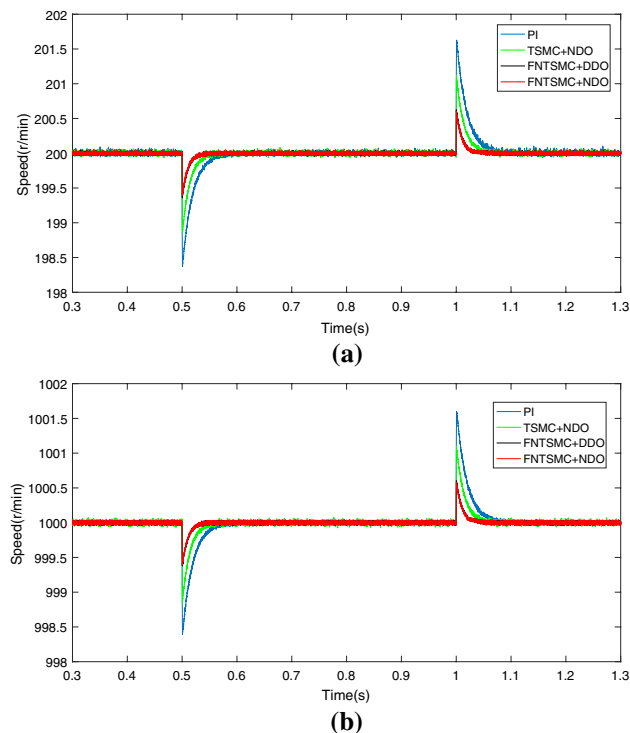 202
201.5
201
200.5
200
199.5
199
198.5
198
Speed(r/min)
PI
TSMC+NDO
FNTSMC+DDO
FNTSMC+NDO
0.3 0.4 0.5 0.6 0.7 0.8 0.9 1 1.1 1.2 1.3
Time(s)
(a)
1002
1001.5
1001
1000.5
1000
999.5
999
998.5
998
Speed(r/min)
PI
TSMC+NDO
FNTSMC+DDO
FNTSMC+NDO
0.3 0.4 0.5 0.6 0.7 0.8 0.9 1 1.1 1.2 1.3
Time(s)
(b)